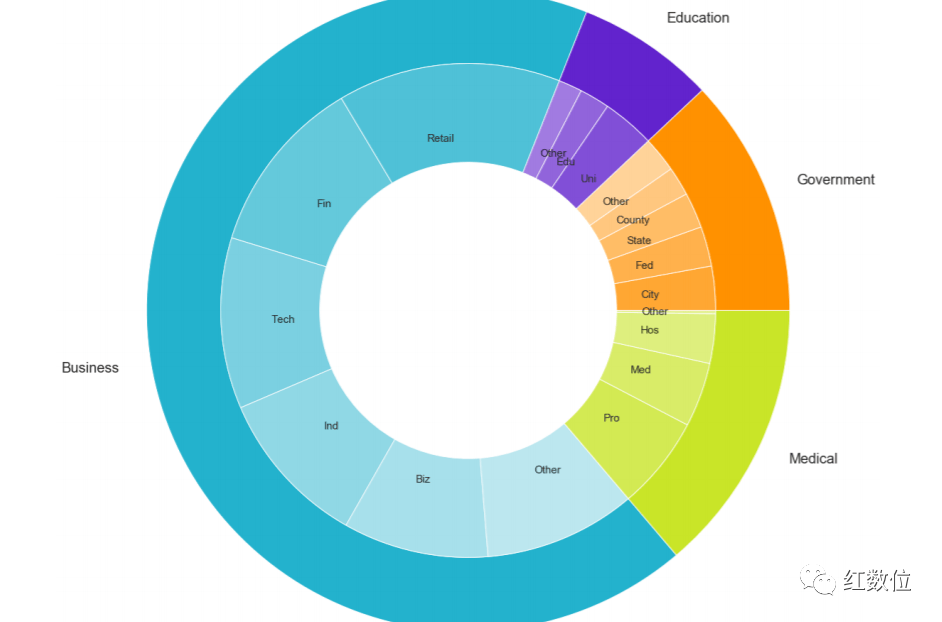 Education
Retail
Other
Edu
Uni
Government
Fin
Other
County
State
Fed
City
Other
Tech
Hos
Business
Med
Pro
Ind
Medical
Other
Biz
红数位